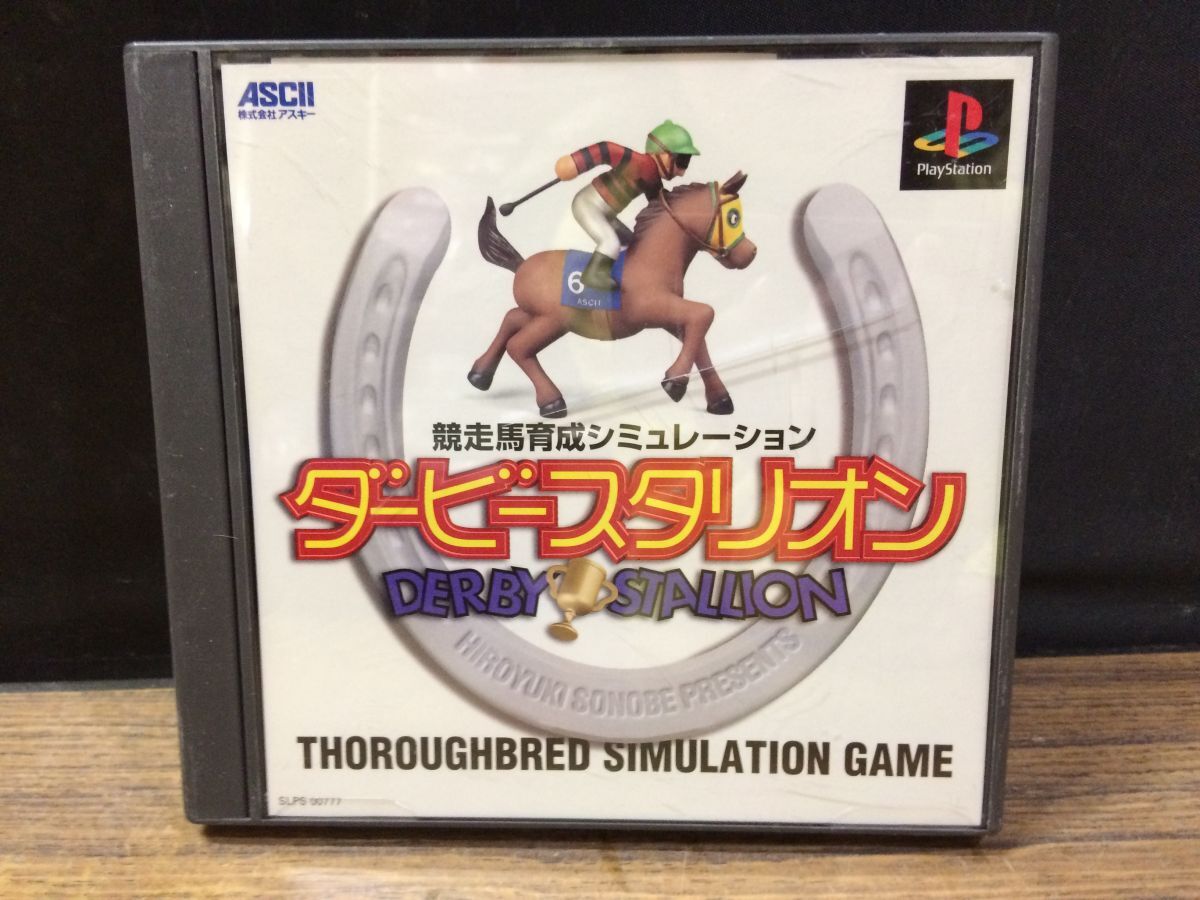 ASCII
株式会社アスキー
PlayStation
6
ASCII
競走馬育成シミュレーション
ダービースタリオン
DERBY STALLION
HIROYUKI SONOBE PRESENTS
THOROUGHBRED SIMULATION GAME
SLPS 00777